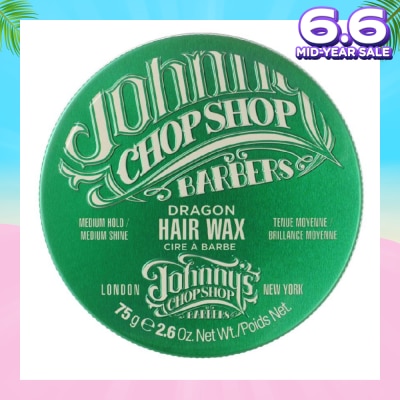 6.6
MID-YEAR SALE
Johnny's
CHOP SHOP
BARBERS
DRAGON
HAIR WAX
CIRE A BARBE
MEDIUM HOLD /
MEDIUM SHINE
TENUE MOYENNE /
BRILLANCE MOYENNE
LONDON
Johnny's
CHOP SHOP
BARBERS
NEW YORK
75 g e 2.6 Oz. Net Wt./Poids Net